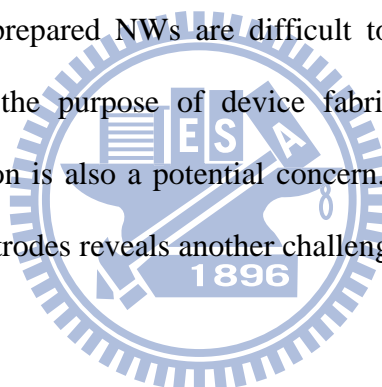 prepared NWs are difficult to
the purpose of device fabri
on is also a potential concern.
trodes reveals another challeng
E S A
1896